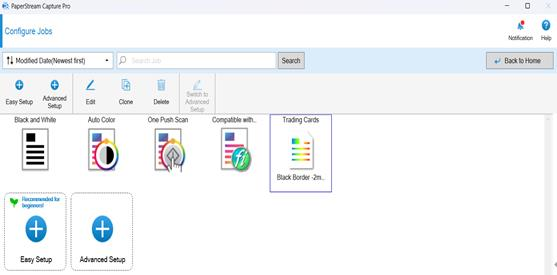 PaperStream Capture Pro
Configure Jobs
Notification
Help
Modified Date(Newest first)
Search Job
Search
Back to Home
Easy Setup
Advanced
Setup
Edit
Clone
Delete
Switch to
Advanced
Setup
Black and White
Auto Color
One Push Scan
Compatible with..
Trading Cards
Black Border -2m...
Recommended for
beginners!
Easy Setup
Advanced Setup